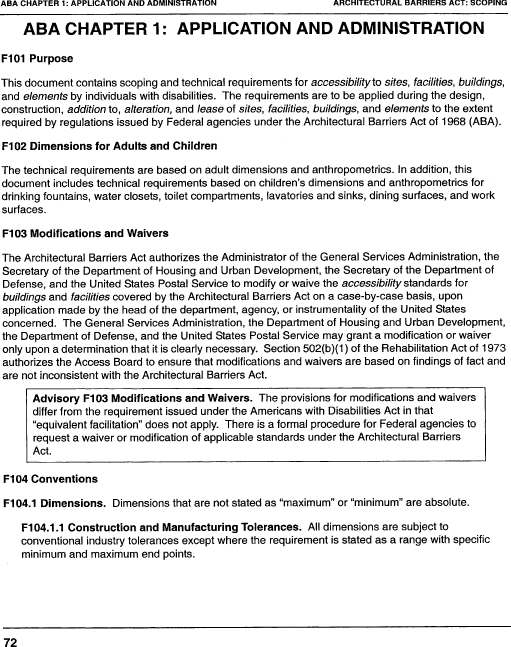 ABA CHAPTER 1: APPLICATION AND ADMINISTRATION ARCHITECTURAL BARRIERS ACT: SCOPING
ABA CHAPTER 1: APPLICATION AND ADMINISTRATION
F101 Purpose
This document contains scoping and technical requirements for accessibility to sites, facilities, buildings,
and elements by individuals with disabilities. The requirements are to be applied during the design,
construction, addition to, alteration, and lease of sites, facilities, buildings, and elements to the extent
required by regulations issued by Federal agencies under the Architectural Barriers Act of 1968 (ABA).
F102 Dimensions for Adults and Children
The technical requirements are based on adult dimensions and anthropometrics. In addition, this
document includes technical requirements based on children's dimensions and anthropometrics for
drinking fountains, water closets, toilet compartments, lavatories and sinks, dining surfaces, and work
surfaces.
F103 Modifications and Waivers
The Architectural Barriers Act authorizes the Administrator of the General Services Administration, the
Secretary of the Department of Housing and Urban Development, the Secretary of the Department of
Defense, and the United States Postal Service to modify or waive the accessibility standards for
buildings and facilities covered by the Architectural Barriers Act on a case-by-case basis, upon
application made by the head of the department, agency, or instrumentality of the United States
concerned. The General Services Administration, the Department of Housing and Urban Development,
the Department of Defense, and the United States Postal Service may grant a modification or waiver
only upon a determination that it is clearly necessary. Section 502(b)(1) of the Rehabilitation Act of 1973
authorizes the Access Board to ensure that modifications and waivers are based on findings of fact and
are not inconsistent with the Architectural Barriers Act.
Advisory F103 Modifications and Waivers. The provisions for modifications and waivers
differ from the requirement issued under the Americans with Disabilities Act in that
“equivalent facilitation” does not apply. There is a formal procedure for Federal agencies to
request a waiver or modification of applicable standards under the Architectural Barriers
Act.
F104 Conventions
F104.1 Dimensions. Dimensions that are not stated as “maximum” or “minimum” are absolute.
F104.1.1 Construction and Manufacturing Tolerances. All dimensions are subject to
conventional industry tolerances except where the requirement is stated as a range with specific
minimum and maximum end points.
72